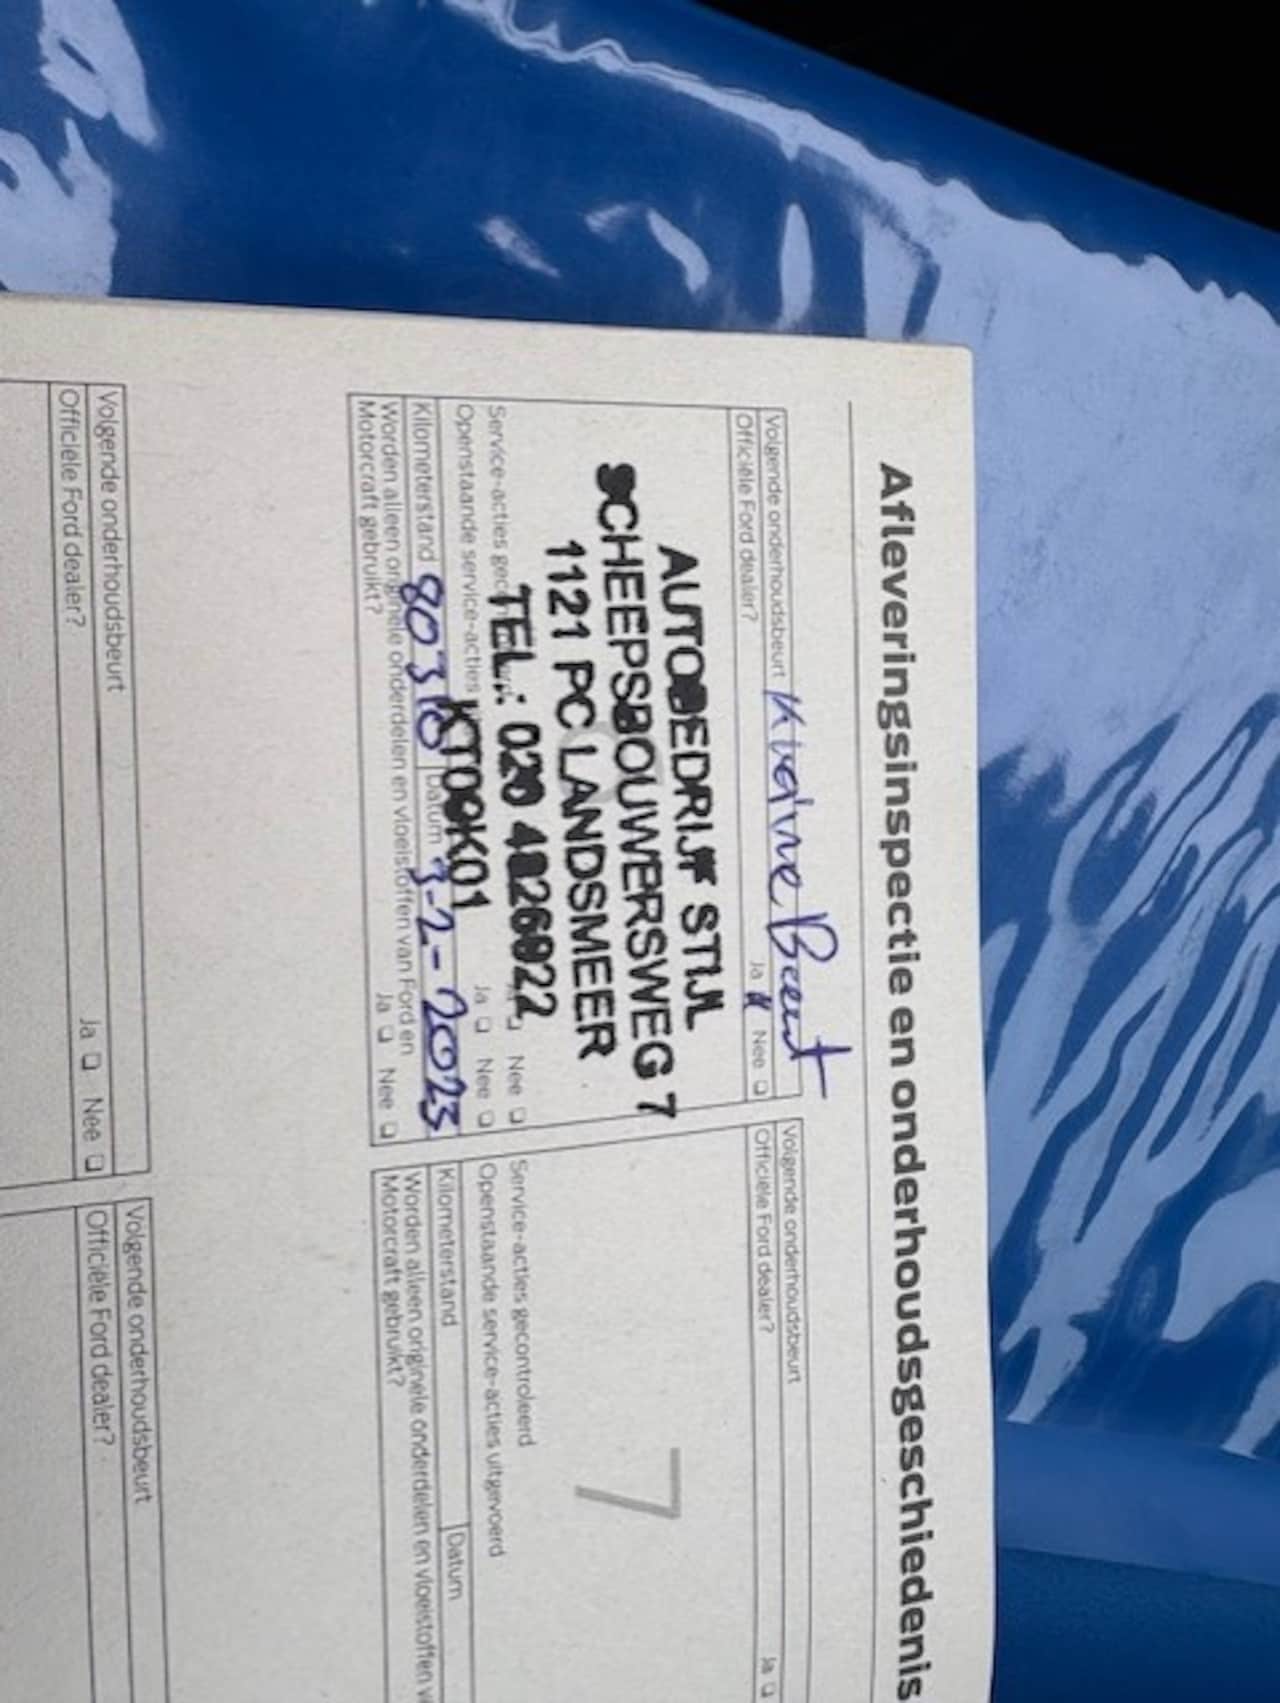 Afleveringsinspectie en onderhoudsgeschiedenis
Volgende onderhoudsbeurt Kleine Beurt
Officiële Ford dealer? Ja Nee
AUTOBEDRIJF STIJL
SCHEEPSBOUWERSWEG 7
1121 PC LANDSMEER
TEL.: 020 4826822
KT00K01
Service-acties Nee
Openstaande service-acties Ja Nee
Kilometerstand 80310 Datum 3-2-2023
Worden alleen originele onderdelen en vloeistoffen van Ford en
Motorcraft gebruikt? Ja Nee
Volgende onderhoudsbeurt
Officiële Ford dealer? Ja
7
Service-acties gecontroleerd
Openstaande service-acties uitgevoerd
Kilometerstand Datum
Worden alleen originele onderdelen en vloeistoffen
Motorcraft gebruikt?
Volgende onderhoudsbeurt
Officiële Ford dealer? Ja Nee
Volgende onderhoudsbeurt
Officiële Ford dealer?